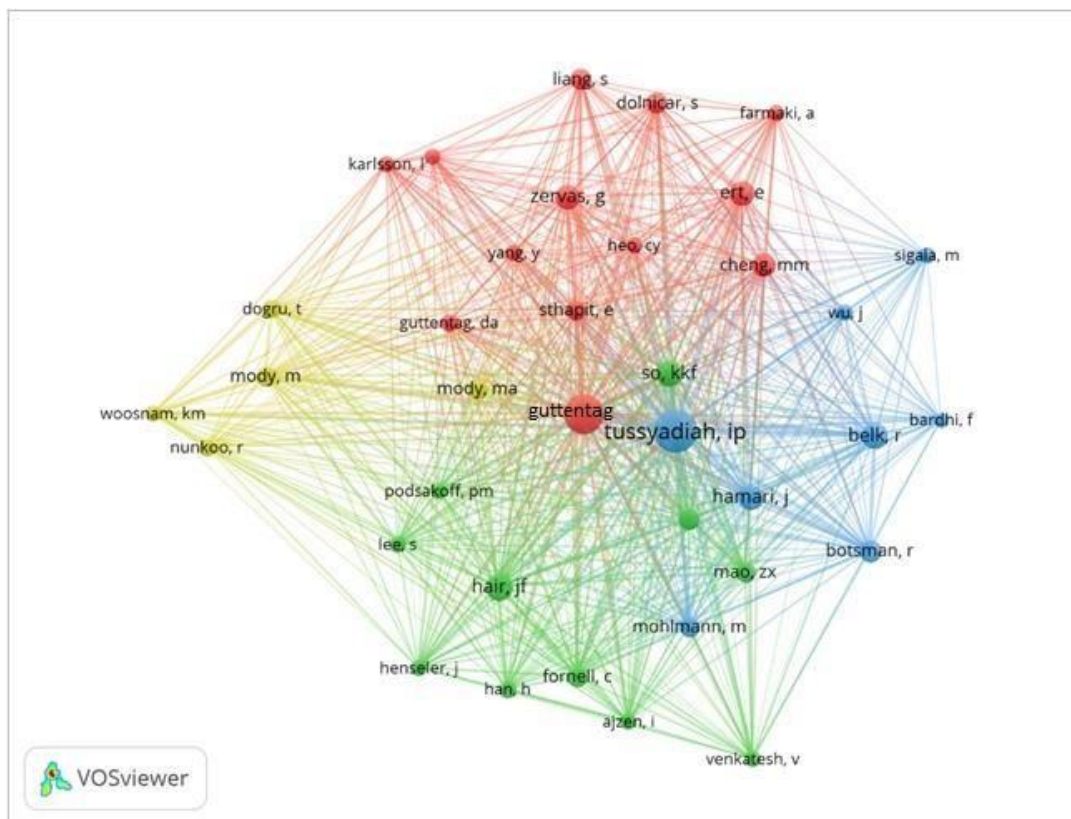 liang, s
dolnicar, s
farmaki, a
karlsson, l
zervas, g
ert, e
yang, y
heo, cy
cheng, mm
sigala, m
dogru, t
guttentag, da
sthapit, e
wu, j
mody, m
mody, ma
so, kkf
woosnam, km
guttentag
tussyadiah, ip
belk, r
bardhi, f
nunkoo, r
podsakoff, pm
hamari, j
lee, s
botsman, r
hair, jf
mao, zx
mohlmann, m
henseler, j
han, h
fornell, c
ajzen, i
venkatesh, v
VOSviewer